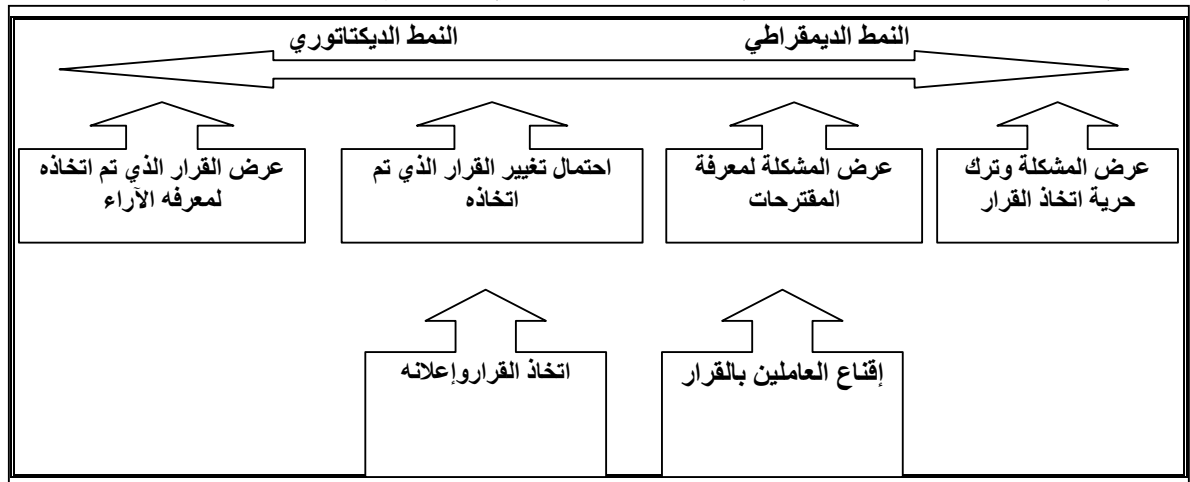 النمط الديمقراطي
النمط الديكتاتوري
عرض المشكلة وترك
حرية اتخاذ القرار
عرض المشكلة لمعرفة
المقترحات
احتمال تغيير القرار الذي تم
اتخاذه
عرض القرار الذي تم اتخاذه
لمعرفه الآراء
إقناع العاملين بالقرار
اتخاذ القراروإعلانه